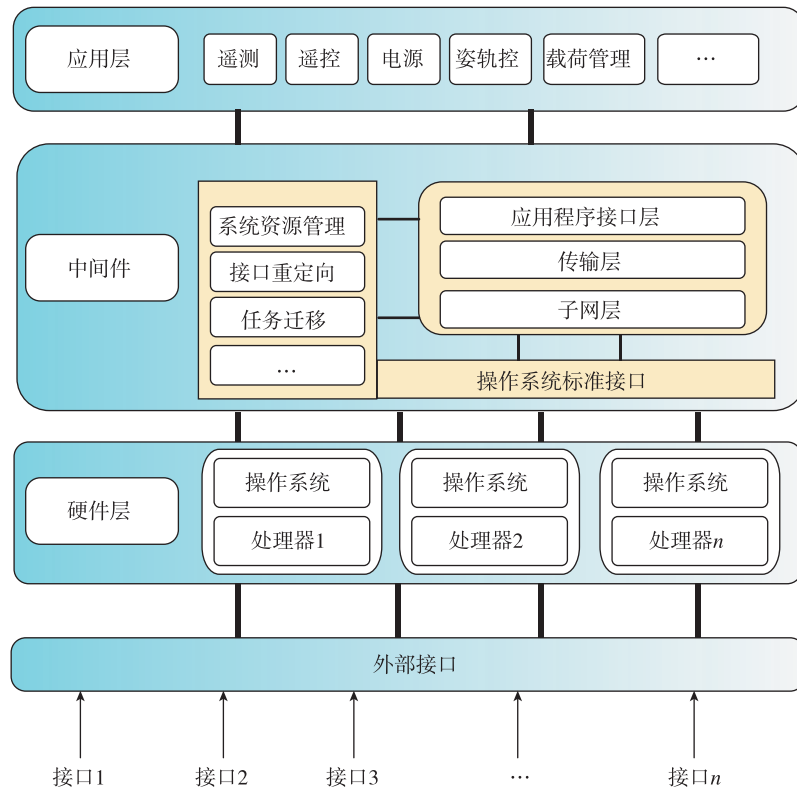 应用层
遥测
遥控
电源
姿轨控
载荷管理
…
中间件
系统资源管理
接口重定向
任务迁移
…
应用程序接口层
传输层
子网层
操作系统标准接口
硬件层
操作系统
处理器1
操作系统
处理器2
操作系统
处理器n
外部接口
接口1
接口2
接口3
…
接口n